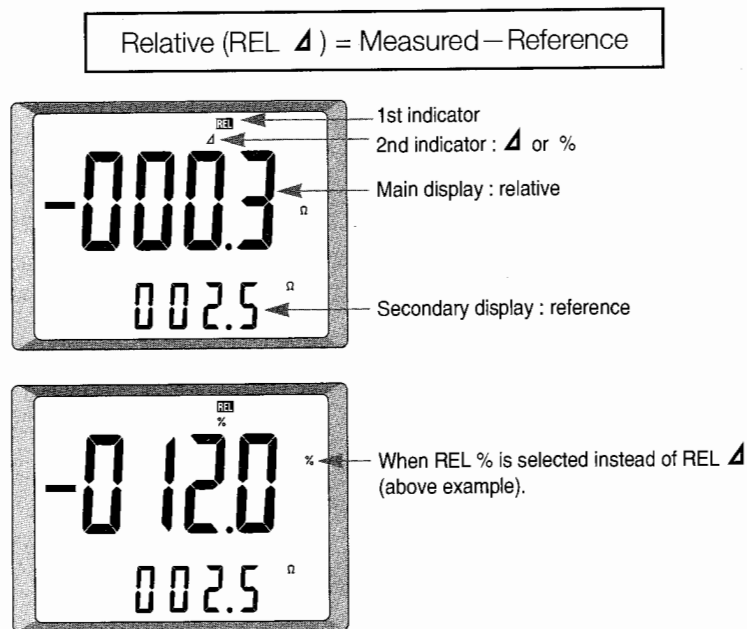 Relative (REL ⊿) = Measured—Reference
REL
1st indicator
⊿
2nd indicator : ⊿ or %
-000.3 Ω
Main display : relative
002.5 Ω
Secondary display : reference
REL
%
-012.0 %
When REL % is selected instead of REL ⊿
(above example).
002.5 Ω